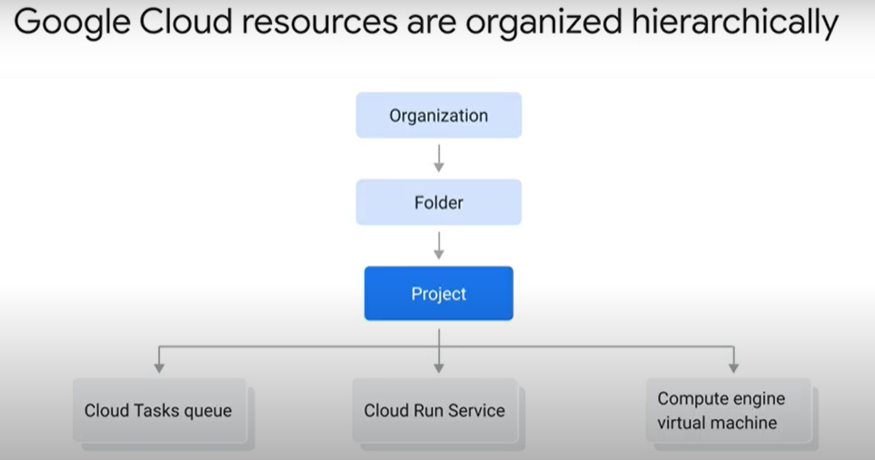 Google Cloud resources are organized hierarchically
Organization
Folder
Project
Cloud Tasks queue
Cloud Run Service
Compute engine
virtual machine